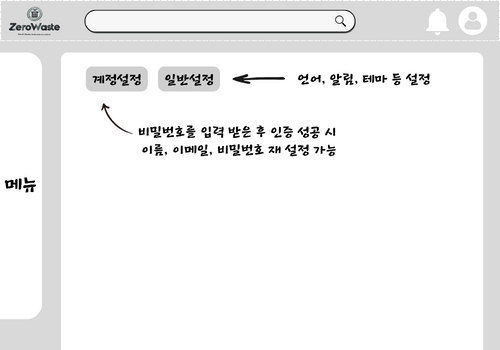 ZeroWaste
계정설정 일반설정 언어, 알림, 테마 등 설정
비밀번호를 입력 받은 후 인증 성공 시
이름, 이메일, 비밀번호 재 설정 가능
메뉴